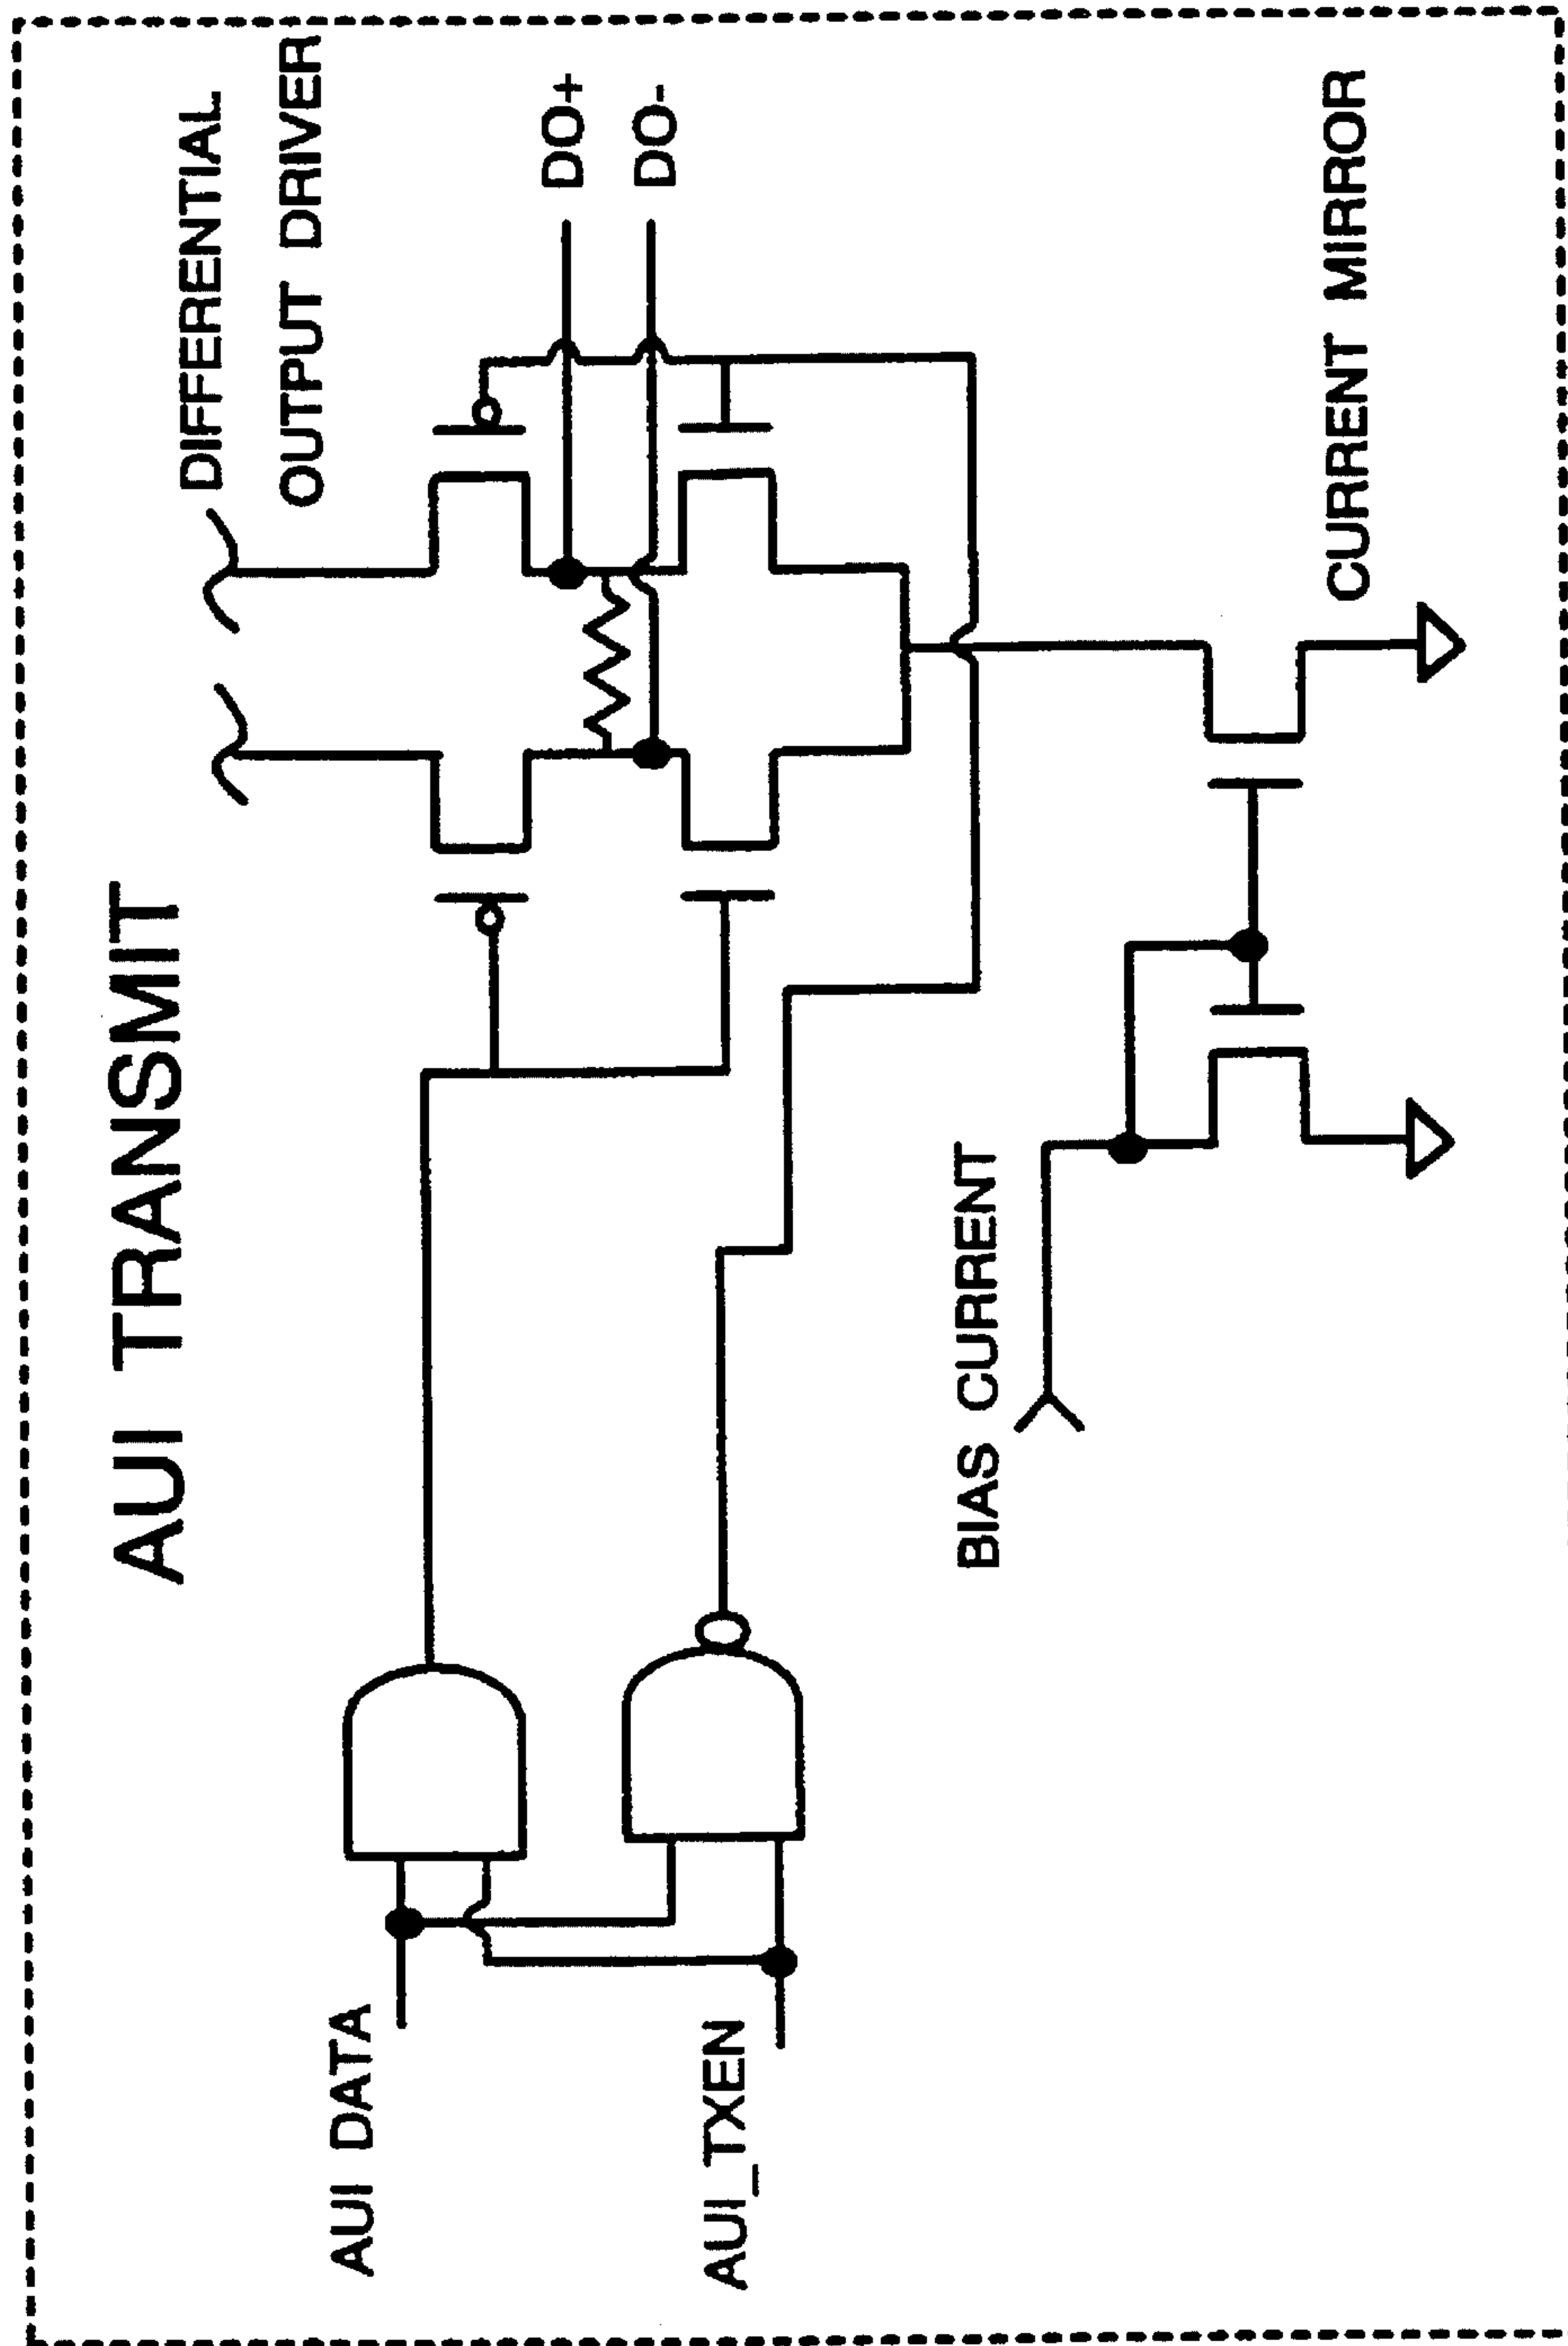 AUI TRANSMIT
DIFFERENTIAL
OUTPUT DRIVER
AUI DATA
DO+
DO-
AUI_TXEN
BIAS CURRENT
CURRENT MIRROR